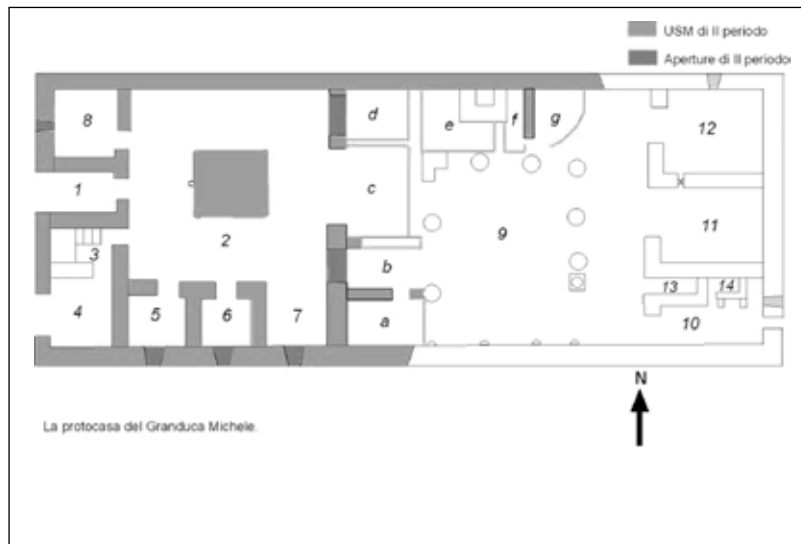 USM di II periodo
Aperture di II periodo
8
d
e
f
g
12
1
c
2
9
11
3
b
13
14
4
5
6
7
a
10
N
La protocasa del Granduca Michele.